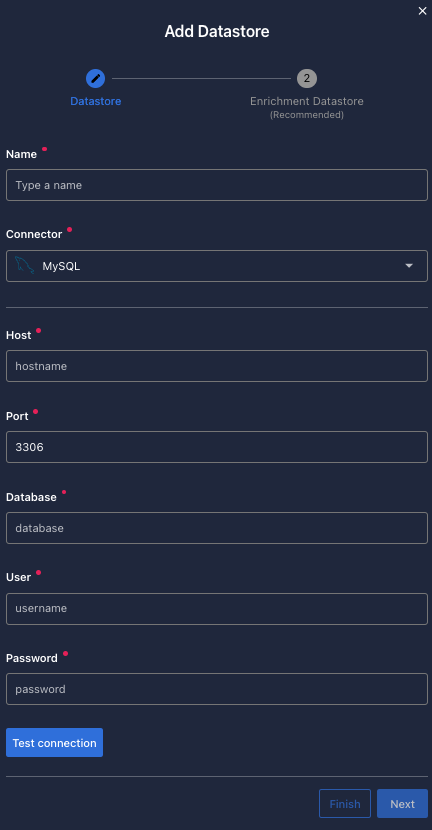 Add Datastore
2
Datastore
Enrichment Datastore
(Recommended)
Name
Type a name
Connector
MySQL
Host
hostname
Port
3306
Database
database
User
username
Password
password
Test connection
Finish
Next